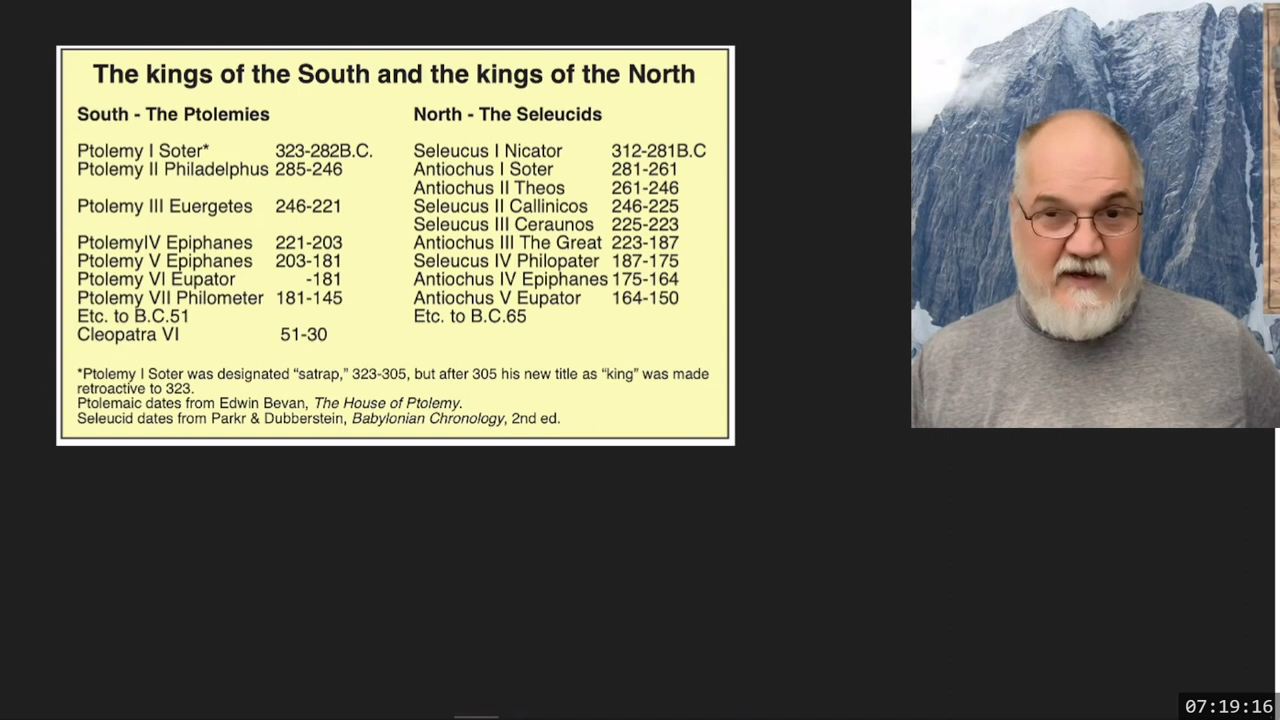 The kings of the South and the kings of the North
South - The Ptolemies North - The Seleucids
Ptolemy I Soter* 323-282B.C. Seleucus I Nicator 312-281B.C
Ptolemy II Philadelphus 285-246 Antiochus I Soter 281-261
Antiochus II Theos 261-246
Ptolemy III Euergetes 246-221 Seleucus II Callinicos 246-225
Seleucus III Ceraunos 225-223
PtolemyIV Epiphanes 221-203 Antiochus III The Great 223-187
Ptolemy V Epiphanes 203-181 Seleucus IV Philopater 187-175
Ptolemy VI Eupator -181 Antiochus IV Epiphanes 175-164
Ptolemy VII Philometer 181-145 Antiochus V Eupator 164-150
Etc. to B.C.51 Etc. to B.C.65
Cleopatra VI 51-30
*Ptolemy I Soter was designated “satrap,” 323-305, but after 305 his new title as “king” was made
retroactive to 323.
Ptolemaic dates from Edwin Bevan, The House of Ptolemy.
Seleucid dates from Parkr & Dubberstein, Babylonian Chronology, 2nd ed.
07:19:16